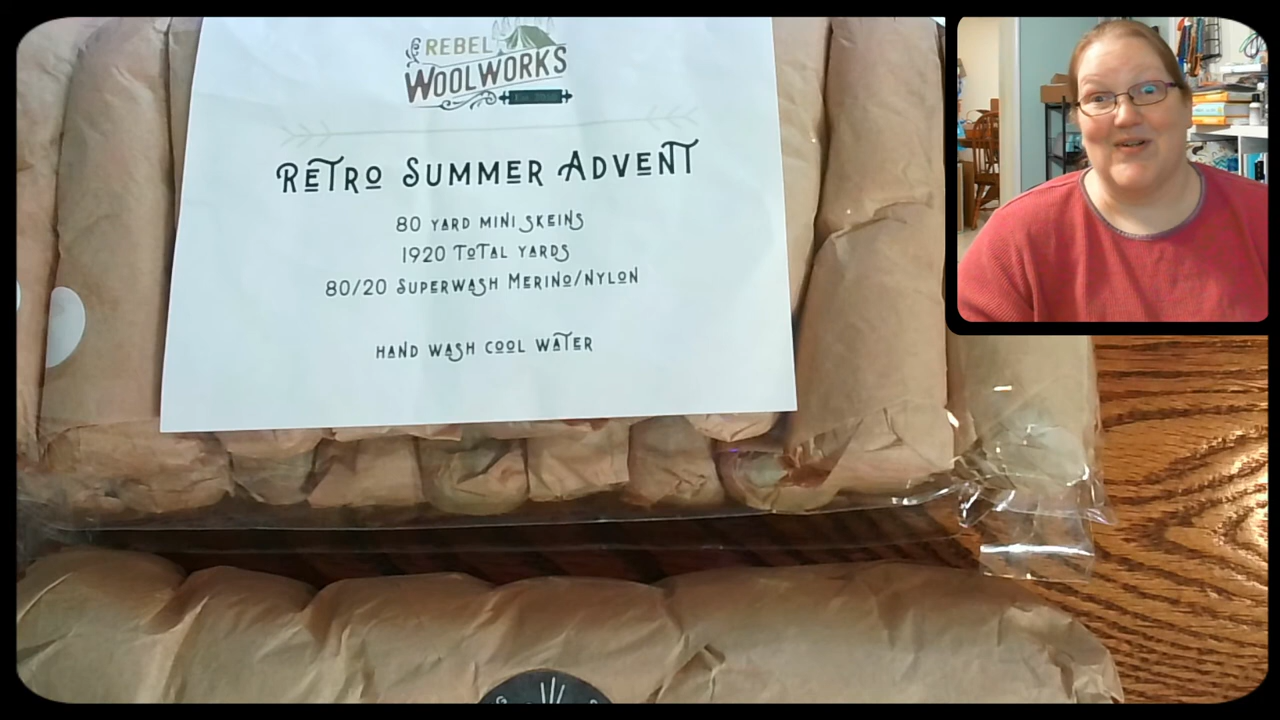 REBEL
WOOLWORKS
RETRO SUMMER ADVENT
80 YARD MINI SKEINS
1920 TOTAL YARDS
80/20 SUPERWASH MERINO/NYLON
HAND WASH COOL WATER